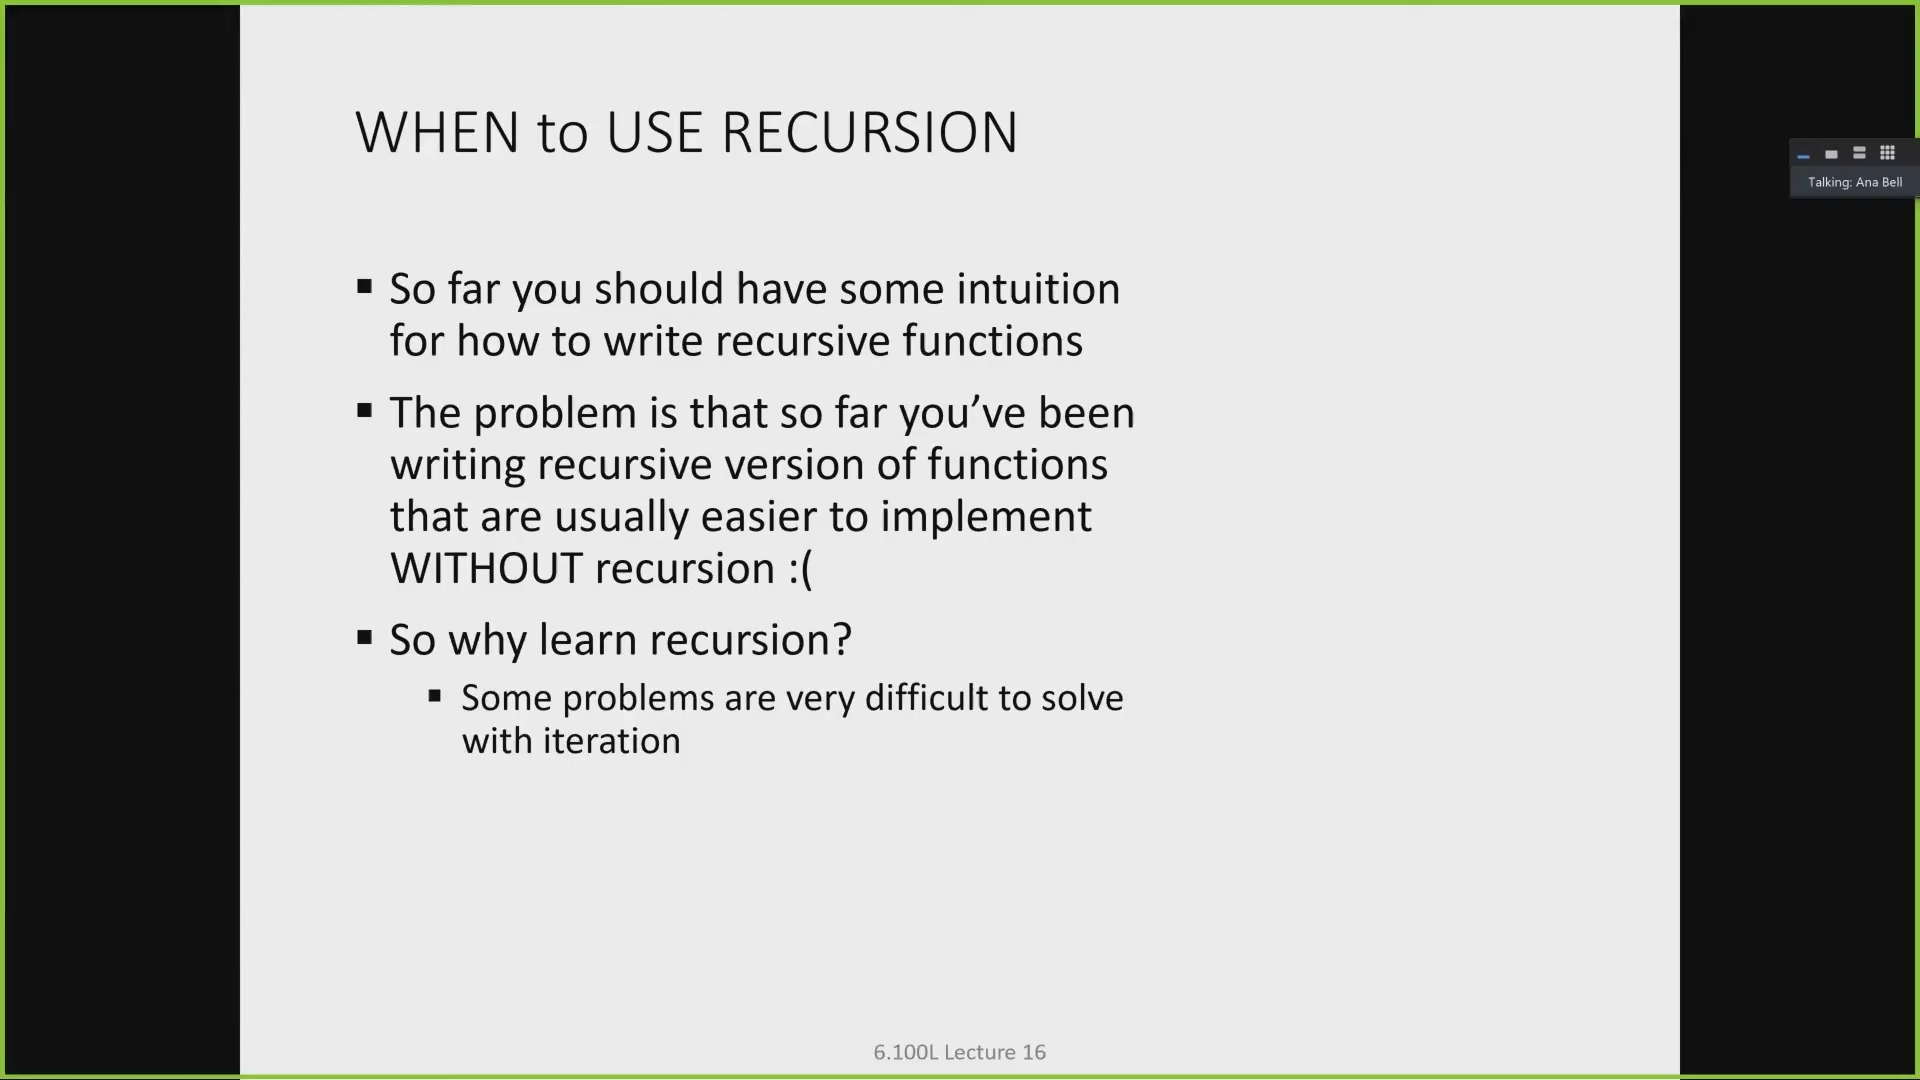 WHEN to USE RECURSION
Talking: Ana Bell
▪ So far you should have some intuition
for how to write recursive functions
▪ The problem is that so far you’ve been
writing recursive version of functions
that are usually easier to implement
WITHOUT recursion :(
▪ So why learn recursion?
▪ Some problems are very difficult to solve
with iteration
6.100L Lecture 16